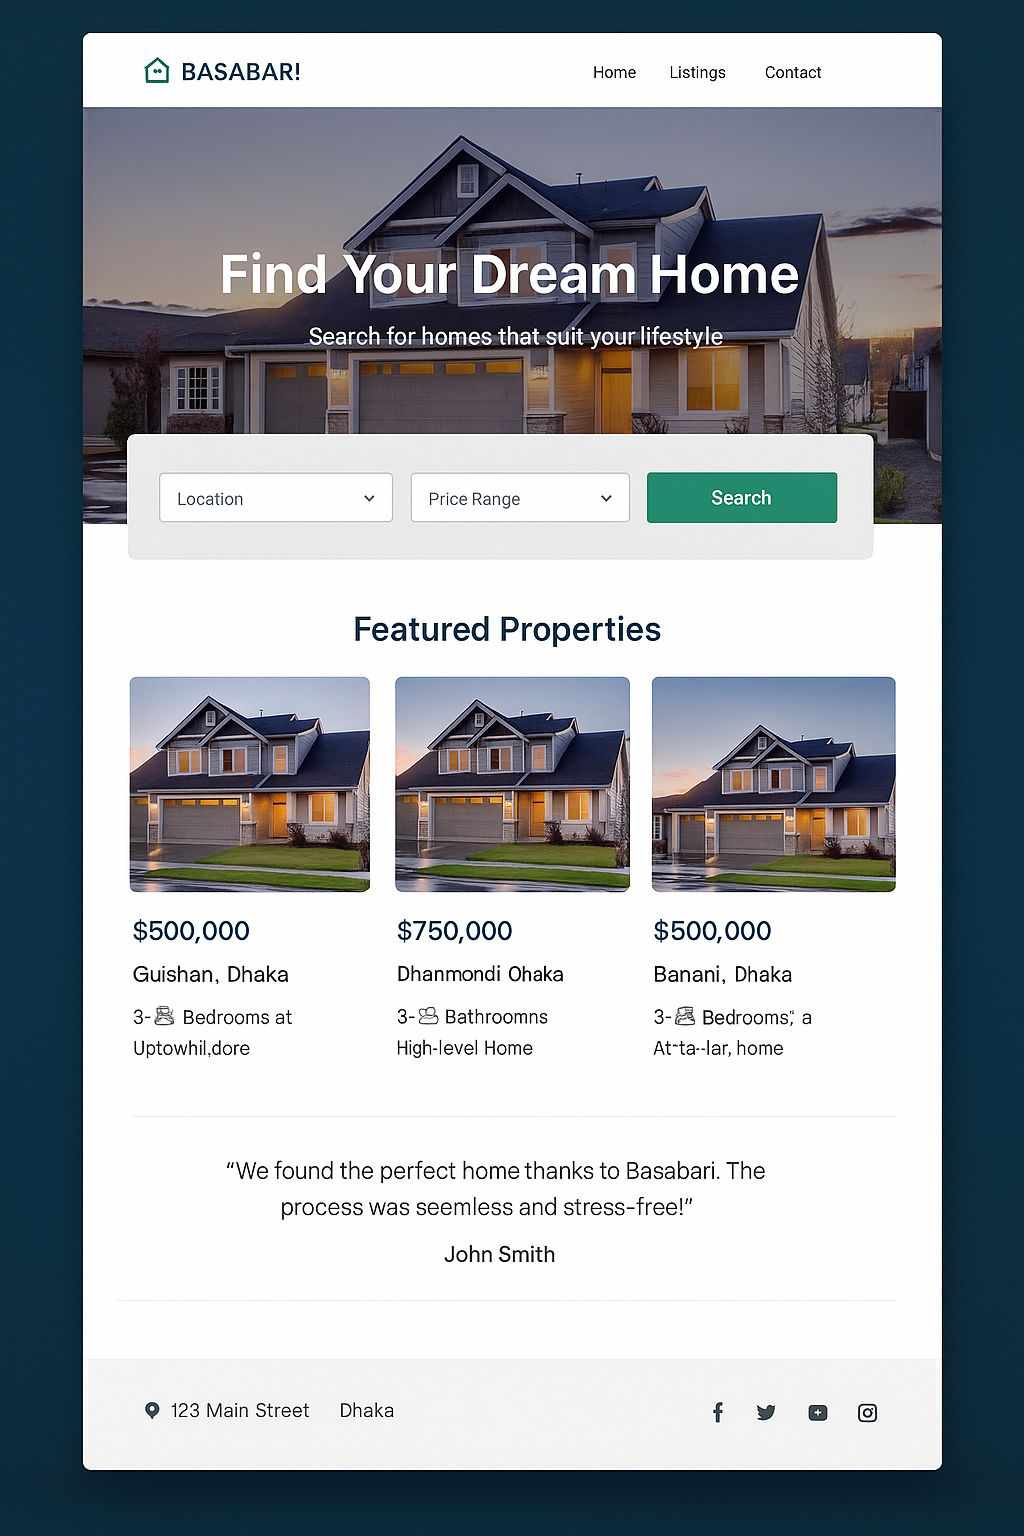 BASABAR!
Home Listings Contact
Find Your Dream Home
Search for homes that suit your lifestyle
Location
Price Range
Search
Featured Properties
$500,000
Guishan, Dhaka
3- Bedrooms at
Uptowhil,dore
$750,000
Dhanmondi Ohaka
3- Bathroomns
High-level Home
$500,000
Banani, Dhaka
3- Bedrooms;̈ a
At-ta--lar, home
“We found the perfect home thanks to Basabari. The
process was seemless and stress-free!”
John Smith
123 Main Street Dhaka